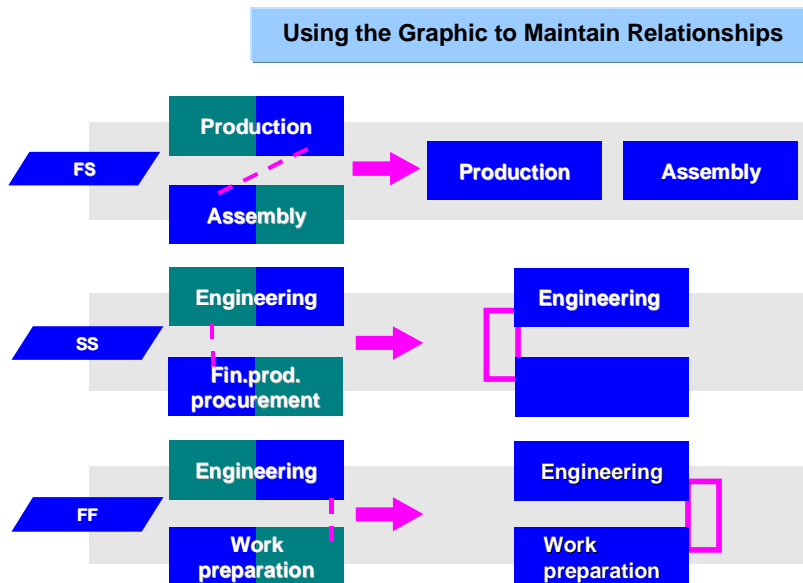 Using the Graphic to Maintain Relationships
Production
FS
Production
Assembly
Assembly
Engineering
Engineering
SS
Fin.prod.
procurement
Engineering
Engineering
FF
Work
preparation
Work
preparation